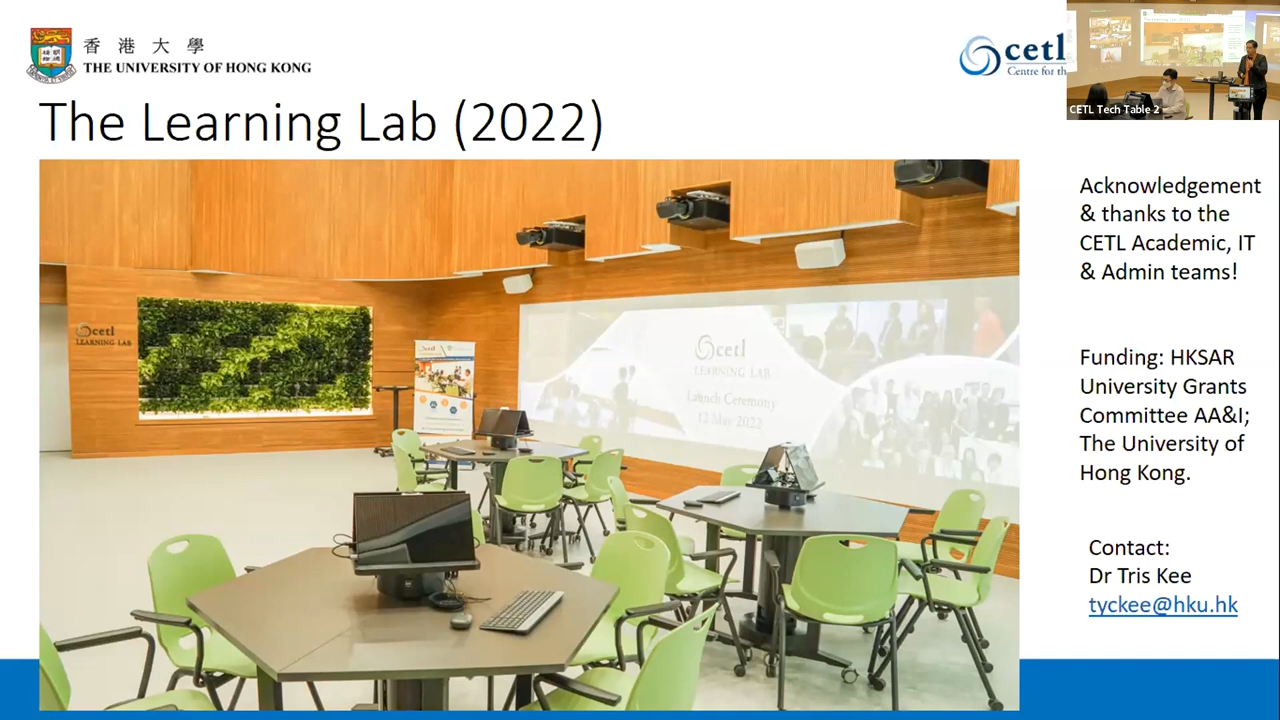 香 港 大 學
THE UNIVERSITY OF HONG KONG
cetl
Centre for th
CETL Tech Table 2
The Learning Lab (2022)
cetl
LEARNING LAB
cetl
LEARNING LAB
Launch Ceremony
12 May 2022
Acknowledgement
& thanks to the
CETL Academic, IT
& Admin teams!
Funding: HKSAR
University Grants
Committee AA&I;
The University of
Hong Kong.
Contact:
Dr Tris Kee
tyckee@hku.hk